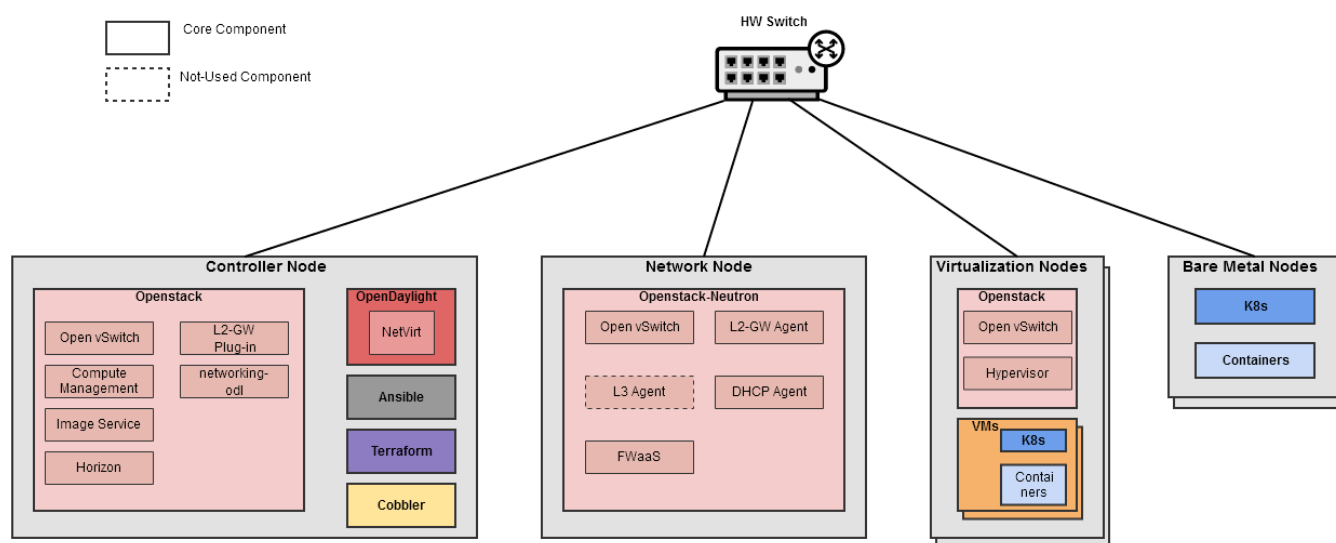 HW Switch
Core Component
Not-Used Component
Controller Node
Openstack
Open vSwitch
L2-GW
Plug-in
Compute
Management
networking-
odl
Image Service
Horizon
OpenDaylight
NetVirt
Ansible
Terraform
Cobbler
Network Node
Openstack-Neutron
Open vSwitch
L2-GW Agent
L3 Agent
DHCP Agent
FWaaS
Virtualization Nodes
Openstack
Open vSwitch
Hypervisor
VMs
K8s
Contai
ners
Bare Metal Nodes
K8s
Containers